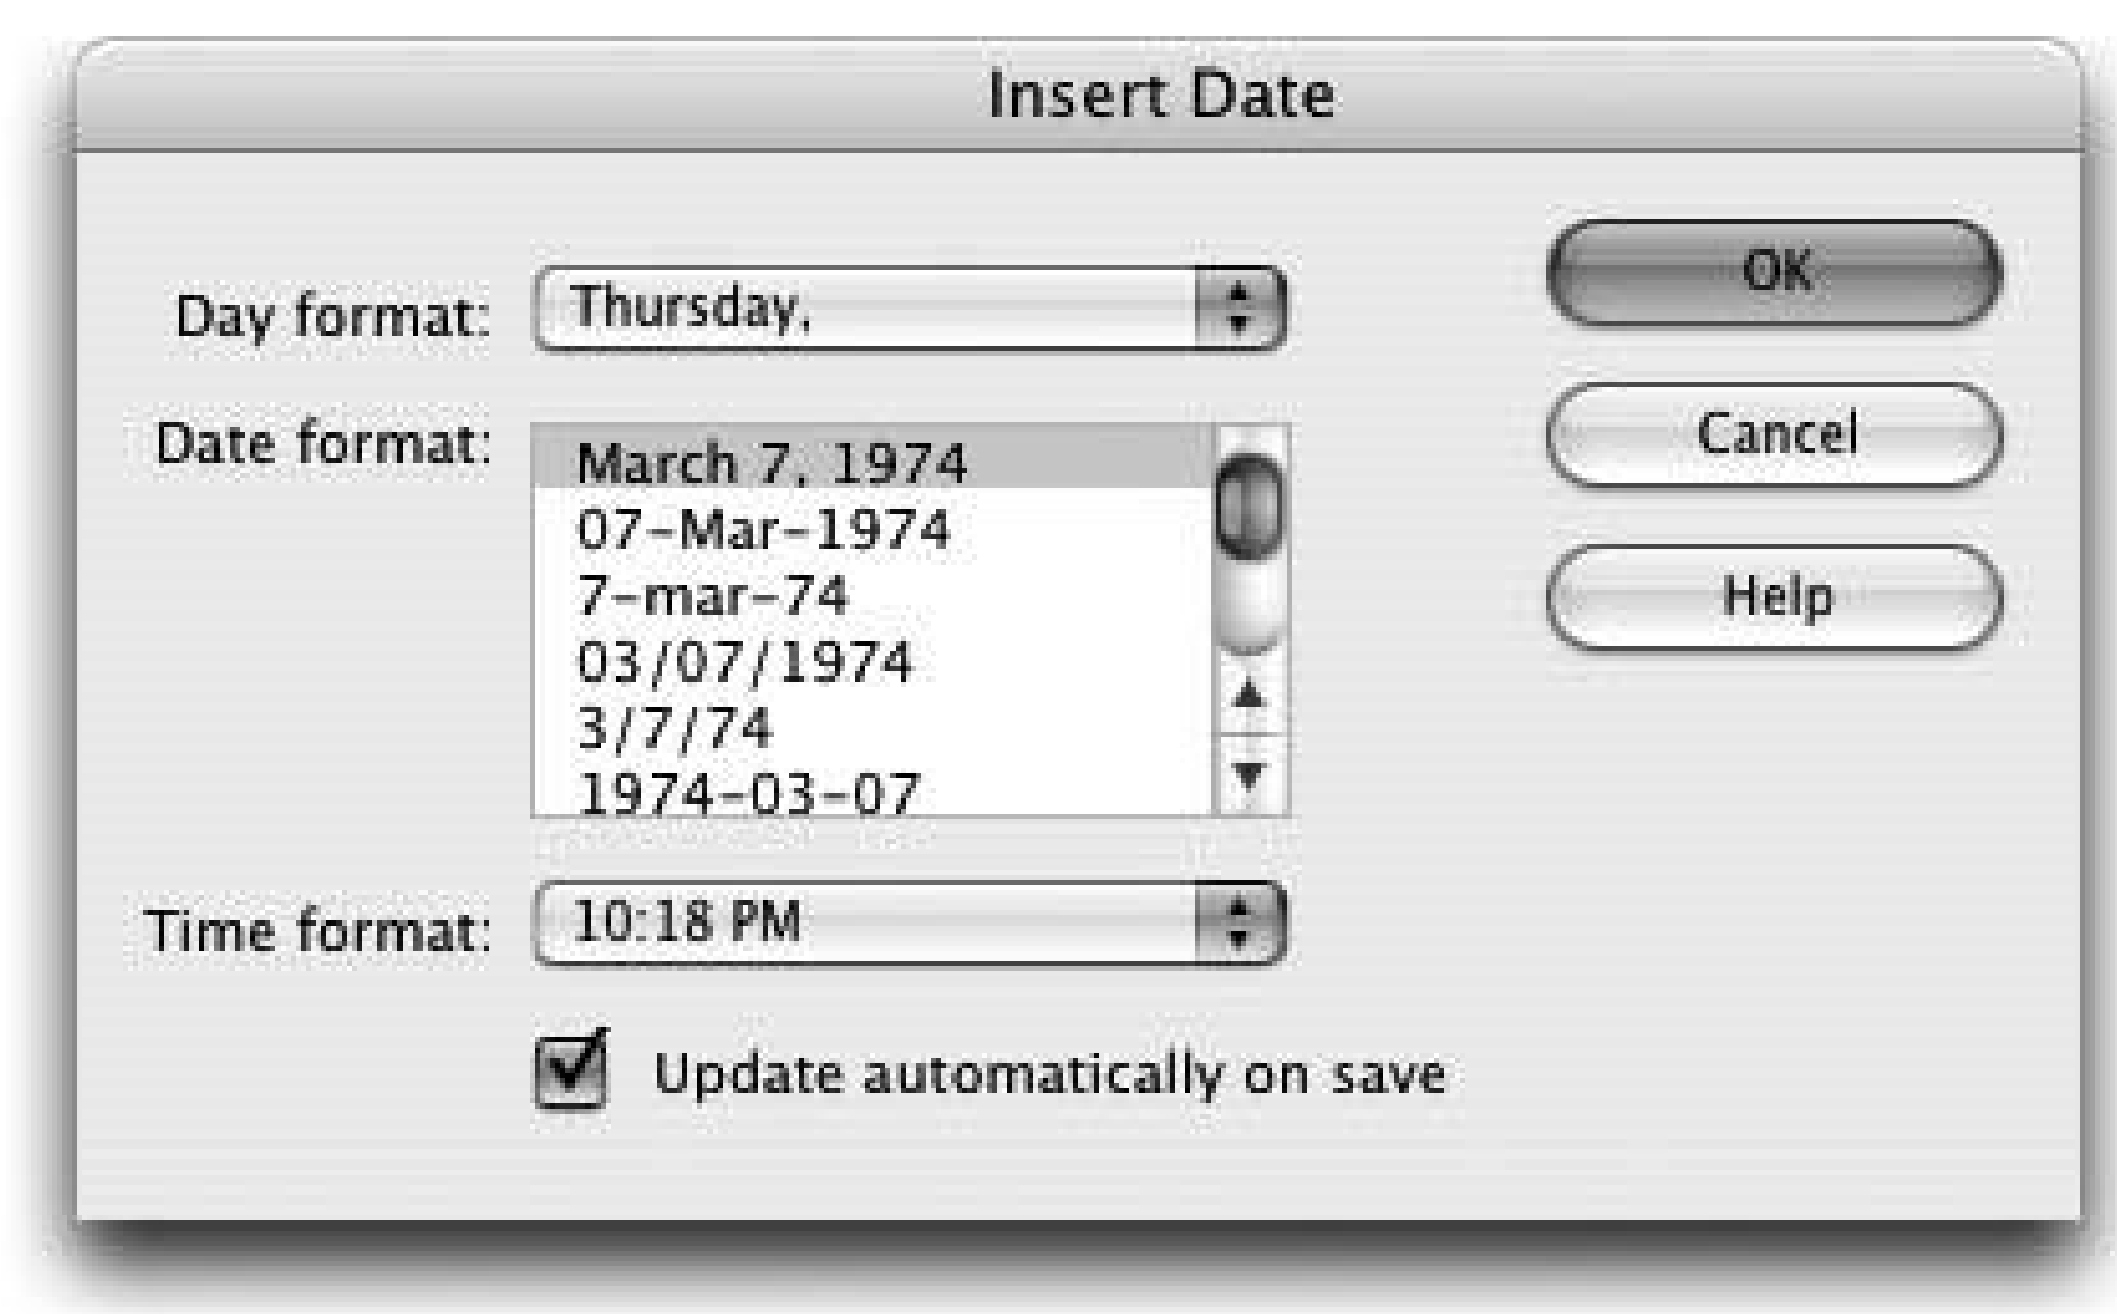 Insert Date
Day format: Thursday,
OK
Date format: March 7, 1974
Cancel
07-Mar-1974
7-mar-74
Help
03/07/1974
3/7/74
1974-03-07
Time format: 10:18 PM
Update automatically on save